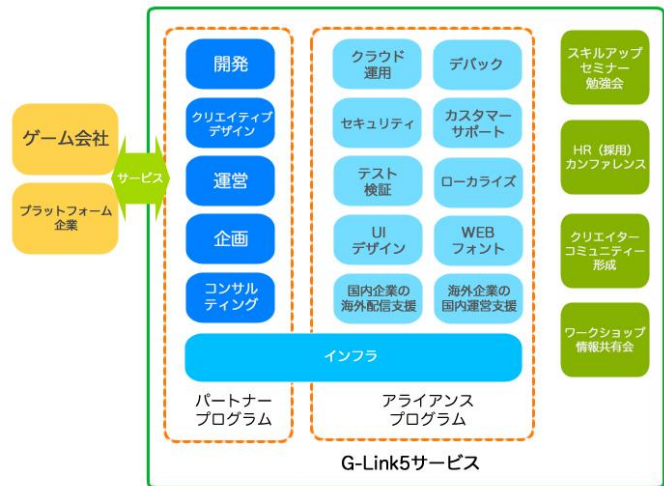 ゲーム会社
プラットフォーム
企業
サービス
開発
クリエイティブ
デザイン
運営
企画
コンサル
ティング
クラウド
運用
デバック
セキュリティ
カスタマー
サポート
テスト
検証
ローカライズ
UI
デザイン
WEB
フォント
国内企業の
海外配信支援
海外企業の
国内運営支援
インフラ
パートナー
プログラム
アライアンス
プログラム
スキルアップ
セミナー
勉強会
HR（採用）
カンファレンス
クリエイター
コミュニティー
形成
ワークショップ
情報共有会
G-Link5サービス